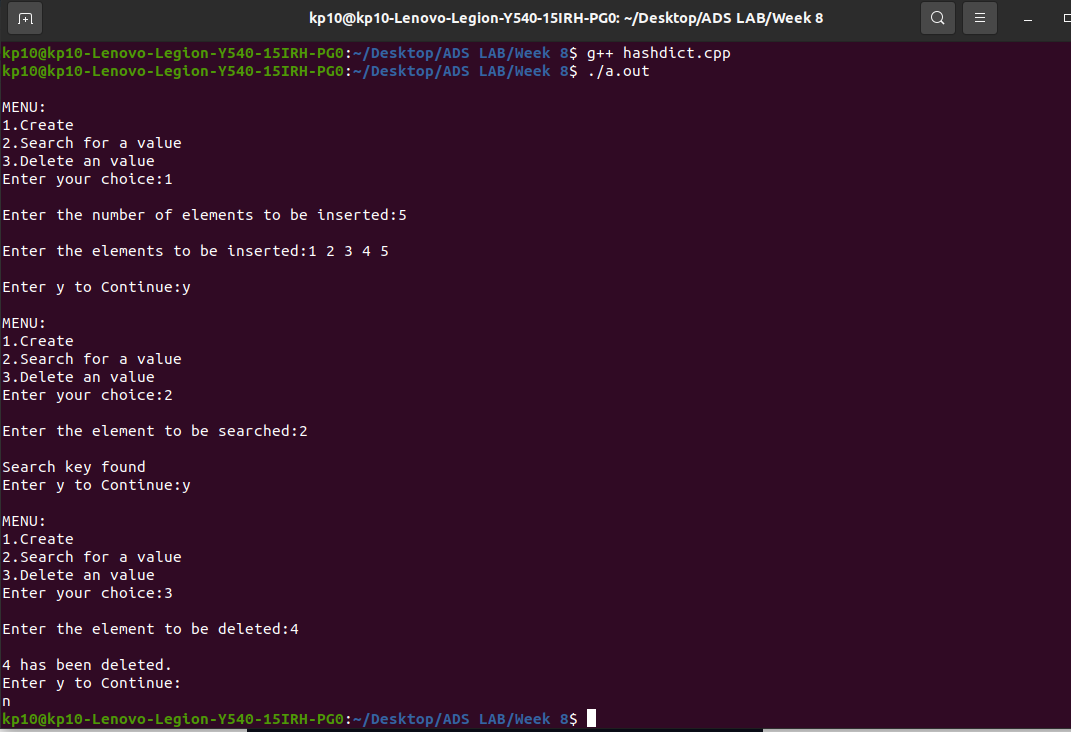 kp10@kp10-Lenovo-Legion-Y540-15IRH-PG0: ~/Desktop/ADS LAB/Week 8
kp10@kp10-Lenovo-Legion-Y540-15IRH-PG0:~/Desktop/ADS LAB/Week 8$ g++ hashdict.cpp
kp10@kp10-Lenovo-Legion-Y540-15IRH-PG0:~/Desktop/ADS LAB/Week 8$ ./a.out
MENU:
1.Create
2.Search for a value
3.Delete an value
Enter your choice:1
Enter the number of elements to be inserted:5
Enter the elements to be inserted:1 2 3 4 5
Enter y to Continue:y
MENU:
1.Create
2.Search for a value
3.Delete an value
Enter your choice:2
Enter the element to be searched:2
Search key found
Enter y to Continue:y
MENU:
1.Create
2.Search for a value
3.Delete an value
Enter your choice:3
Enter the element to be deleted:4
4 has been deleted.
Enter y to Continue:
n
kp10@kp10-Lenovo-Legion-Y540-15IRH-PG0:~/Desktop/ADS LAB/Week 8$